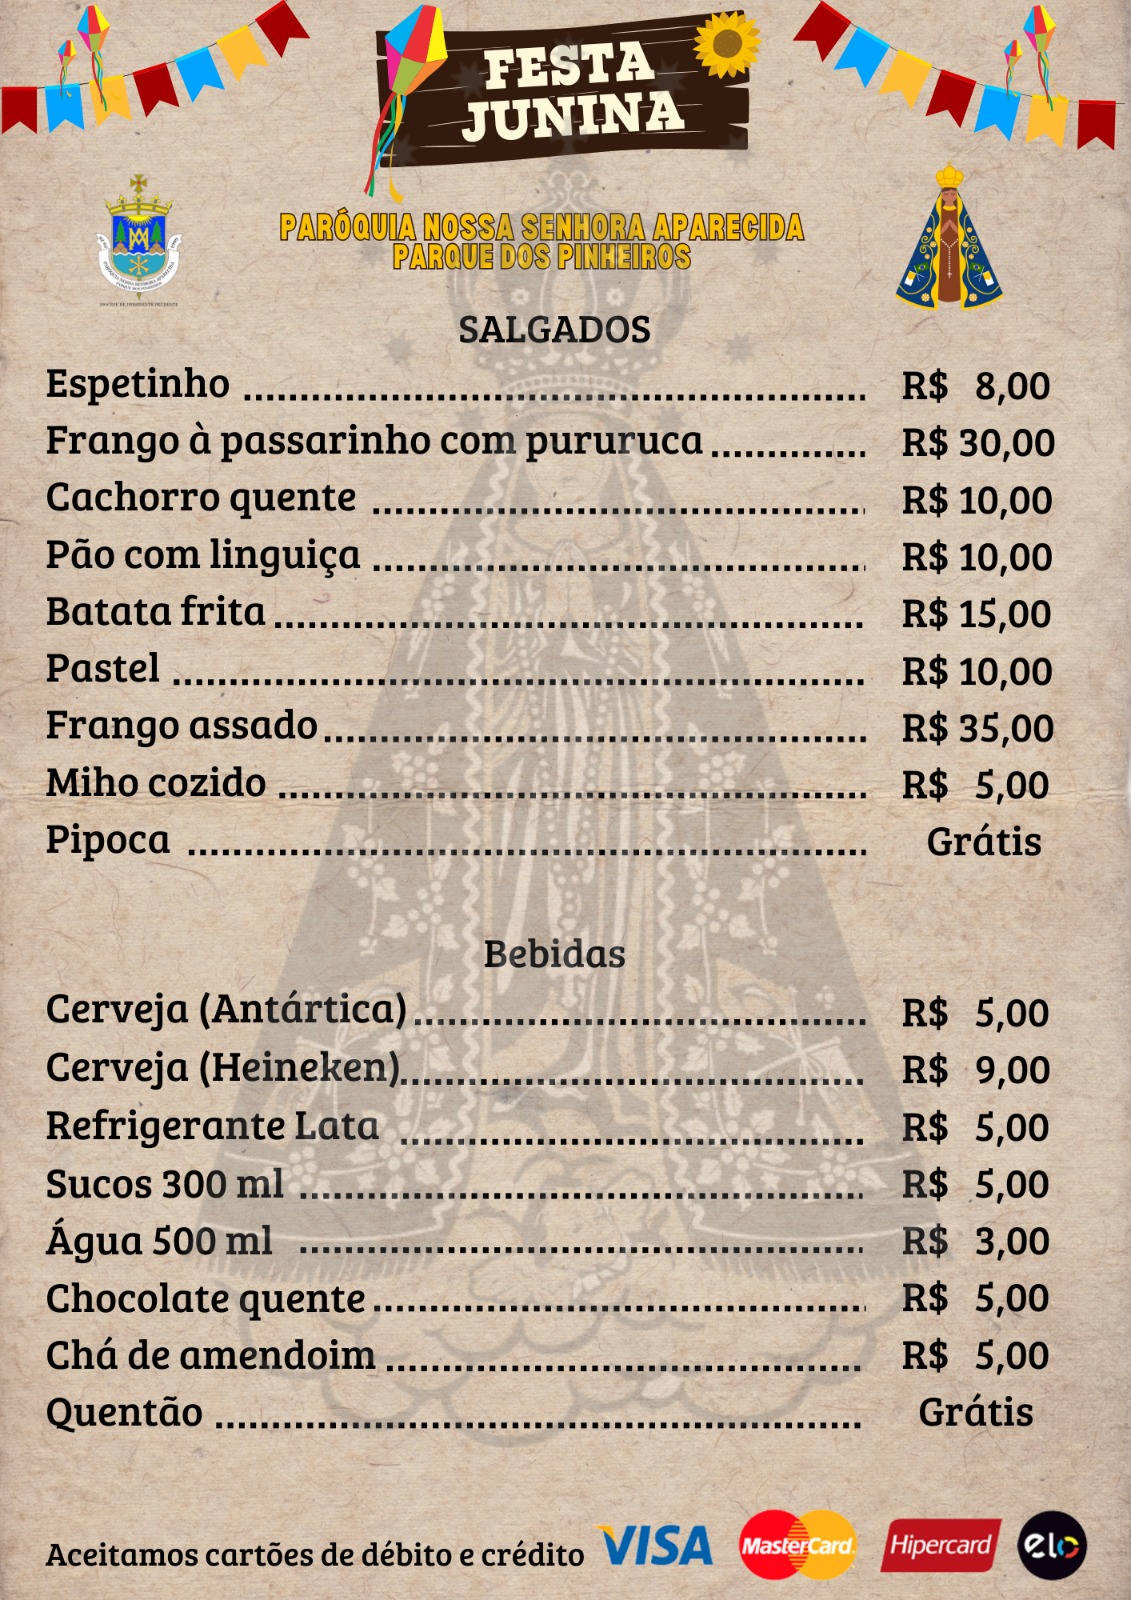 FESTA
JUNINA
PARÓQUIA NOSSA SENHORA APARECIDA
PARQUE DOS PINHEIROS
SALGADOS
Espetinho ........................................ R$ 8,00
Frango à passarinho com pururuca .......... R$ 30,00
Cachorro quente ................................ R$ 10,00
Pão com linguiça ................................ R$ 10,00
Batata frita ...................................... R$ 15,00
Pastel ............................................. R$ 10,00
Frango assado ................................... R$ 35,00
Miho cozido ...................................... R$ 5,00
Pipoca ............................................ Grátis
Bebidas
Cerveja (Antártica) ............................. R$ 5,00
Cerveja (Heineken) .............................. R$ 9,00
Refrigerante Lata .............................. R$ 5,00
Sucos 300 ml .................................... R$ 5,00
Água 500 ml ..................................... R$ 3,00
Chocolate quente ................................ R$ 5,00
Chá de amendoim ............................... R$ 5,00
Quentão .......................................... Grátis
Aceitamos cartões de débito e crédito VISA MasterCard Hipercard elo